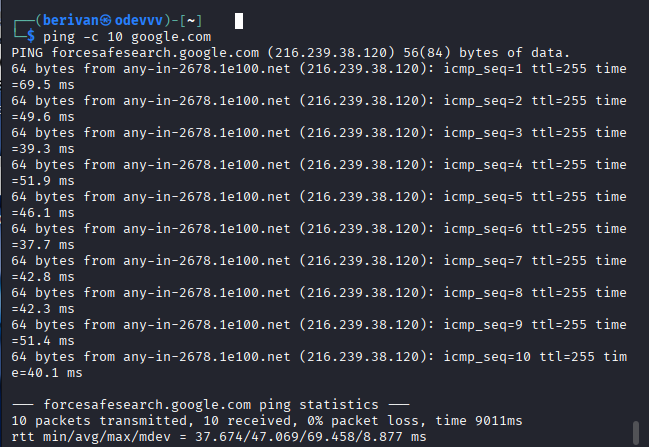 ┌──(berivan㉿odevvv)-[~]
└─$ ping -c 10 google.com
PING forcesafesearch.google.com (216.239.38.120) 56(84) bytes of data.
64 bytes from any-in-2678.1e100.net (216.239.38.120): icmp_seq=1 ttl=255 time
=69.5 ms
64 bytes from any-in-2678.1e100.net (216.239.38.120): icmp_seq=2 ttl=255 time
=49.6 ms
64 bytes from any-in-2678.1e100.net (216.239.38.120): icmp_seq=3 ttl=255 time
=39.3 ms
64 bytes from any-in-2678.1e100.net (216.239.38.120): icmp_seq=4 ttl=255 time
=51.9 ms
64 bytes from any-in-2678.1e100.net (216.239.38.120): icmp_seq=5 ttl=255 time
=46.1 ms
64 bytes from any-in-2678.1e100.net (216.239.38.120): icmp_seq=6 ttl=255 time
=37.7 ms
64 bytes from any-in-2678.1e100.net (216.239.38.120): icmp_seq=7 ttl=255 time
=42.8 ms
64 bytes from any-in-2678.1e100.net (216.239.38.120): icmp_seq=8 ttl=255 time
=42.3 ms
64 bytes from any-in-2678.1e100.net (216.239.38.120): icmp_seq=9 ttl=255 time
=51.4 ms
64 bytes from any-in-2678.1e100.net (216.239.38.120): icmp_seq=10 ttl=255 tim
e=40.1 ms
--- forcesafesearch.google.com ping statistics ---
10 packets transmitted, 10 received, 0% packet loss, time 9011ms
rtt min/avg/max/mdev = 37.674/47.069/69.458/8.877 ms